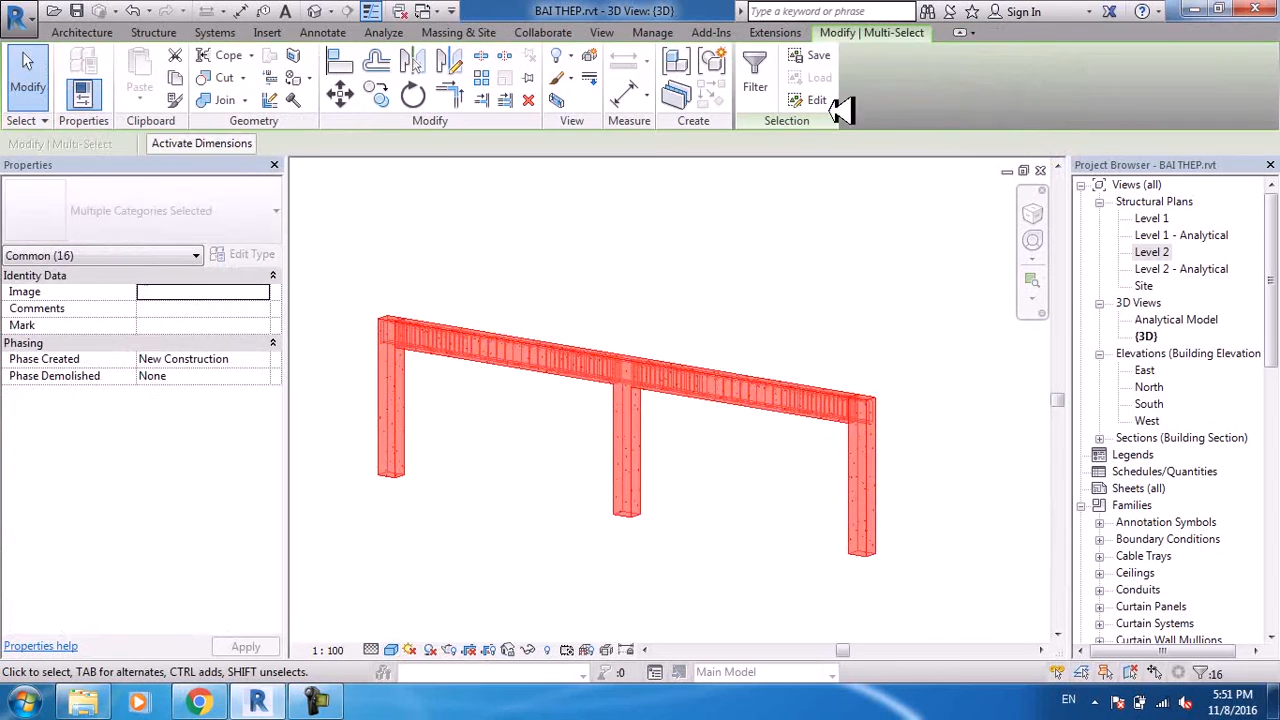 BAI THEP.rvt - 3D View: {3D}
Type a keyword or phrase
Sign In
Architecture
Structure
Systems
Insert
Annotate
Analyze
Massing & Site
Collaborate
View
Manage
Add-Ins
Extensions
Modify | Multi-Select
Modify
Select
Properties
Paste
Clipboard
Cope
Cut
Join
Geometry
Modify
View
Measure
Create
Filter
Save
Load
Edit
Selection
Modify | Multi-Select
Activate Dimensions
Properties
Multiple Categories Selected
Common (16)
Edit Type
Identity Data
Image
Comments
Mark
Phasing
Phase Created
New Construction
Phase Demolished
None
Properties help
Apply
Project Browser - BAI THEP.rvt
Views (all)
Structural Plans
Level 1
Level 1 - Analytical
Level 2
Level 2 - Analytical
Site
3D Views
Analytical Model
{3D}
Elevations (Building Elevation
East
North
South
West
Sections (Building Section)
Legends
Schedules/Quantities
Sheets (all)
Families
Annotation Symbols
Boundary Conditions
Cable Trays
Ceilings
Conduits
Curtain Panels
Curtain Systems
Curtain Wall Mullions
1 : 100
Click to select, TAB for alternates, CTRL adds, SHIFT unselects.
:0
Main Model
:16
EN
5:51 PM
11/8/2016